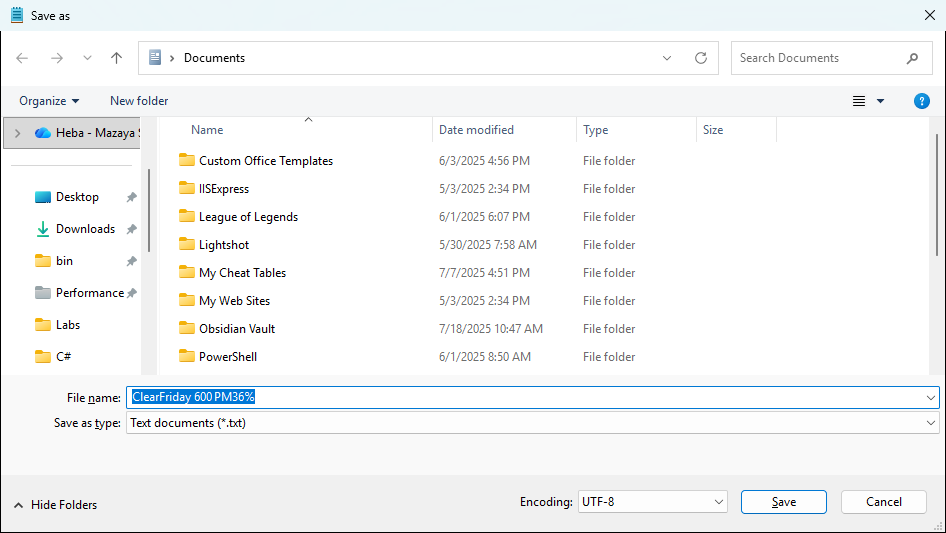 Save as
Documents
Search Documents
Organize
New folder
?
Heba - Mazaya S
Desktop
Downloads
bin
Performance
Labs
C#
Name Date modified Type Size
Custom Office Templates 6/3/2025 4:56 PM File folder
IISExpress 5/3/2025 2:34 PM File folder
League of Legends 6/1/2025 6:07 PM File folder
Lightshot 5/30/2025 7:58 AM File folder
My Cheat Tables 7/7/2025 4:51 PM File folder
My Web Sites 5/3/2025 2:34 PM File folder
Obsidian Vault 7/18/2025 10:47 AM File folder
PowerShell 6/1/2025 8:50 AM File folder
File name: ClearFriday 600 PM36%
Save as type: Text documents (*.txt)
Hide Folders
Encoding: UTF-8
Save
Cancel